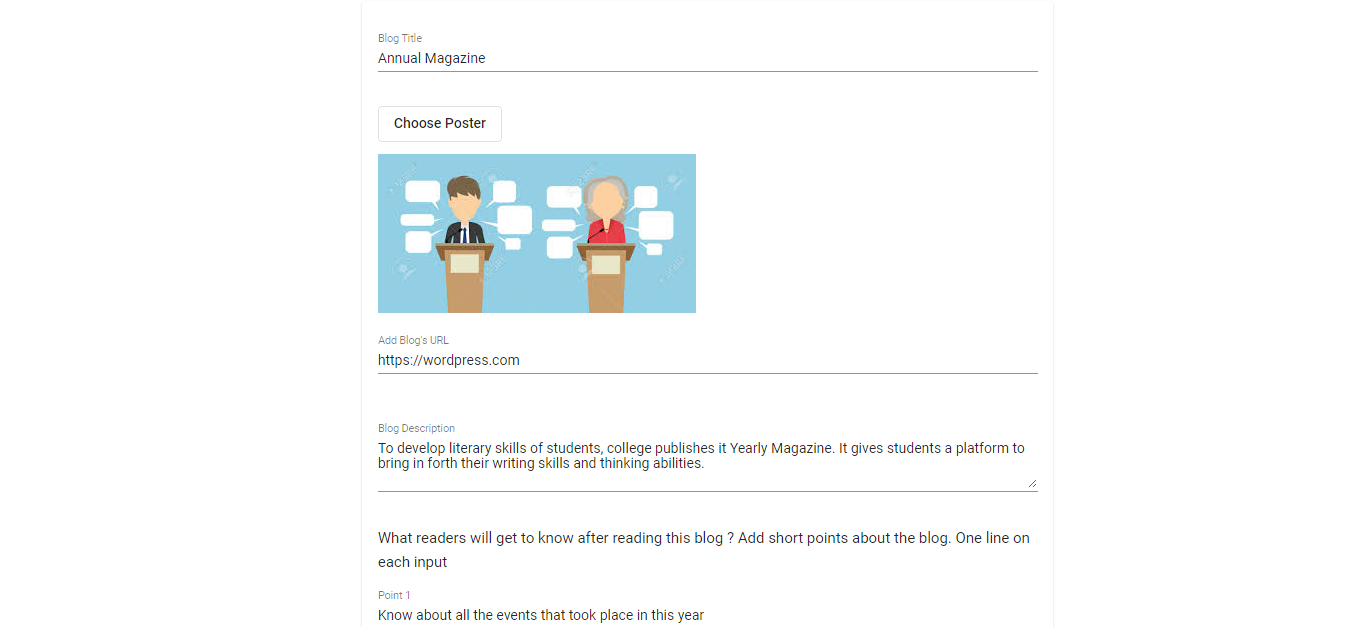 Blog Title
Annual Magazine
Choose Poster
Add Blog's URL
https://wordpress.com
Blog Description
To develop literary skills of students, college publishes it Yearly Magazine. It gives students a platform to
bring in forth their writing skills and thinking abilities.
What readers will get to know after reading this blog ? Add short points about the blog. One line on
each input
Point 1
Know about all the events that took place in this year